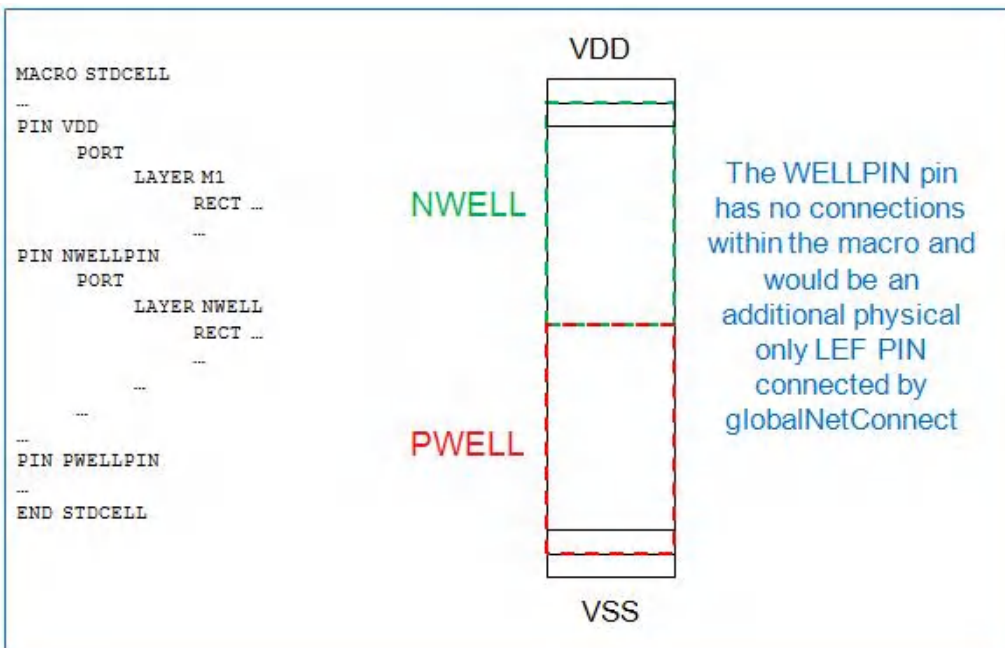 MACRO STDCELL
…
PIN VDD
PORT
LAYER M1
RECT …
…
PIN NWELLPIN
PORT
LAYER NWELL
RECT …
…
…
…
…
PIN PWELLPIN
…
END STDCELL
VDD
NWELL
PWELL
VSS
The WELLPIN pin
has no connections
within the macro and
would be an
additional physical
only LEF PIN
connected by
globalNetConnect